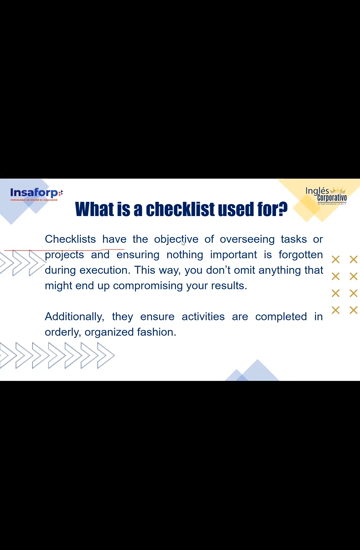 Insaforp
Inglés
Corporativo
What is a checklist used for?
Checklists have the objective of overseeing tasks or
projects and ensuring nothing important is forgotten
during execution. This way, you don't omit anything that
might end up compromising your results.
Additionally, they ensure activities are completed in
orderly, organized fashion.